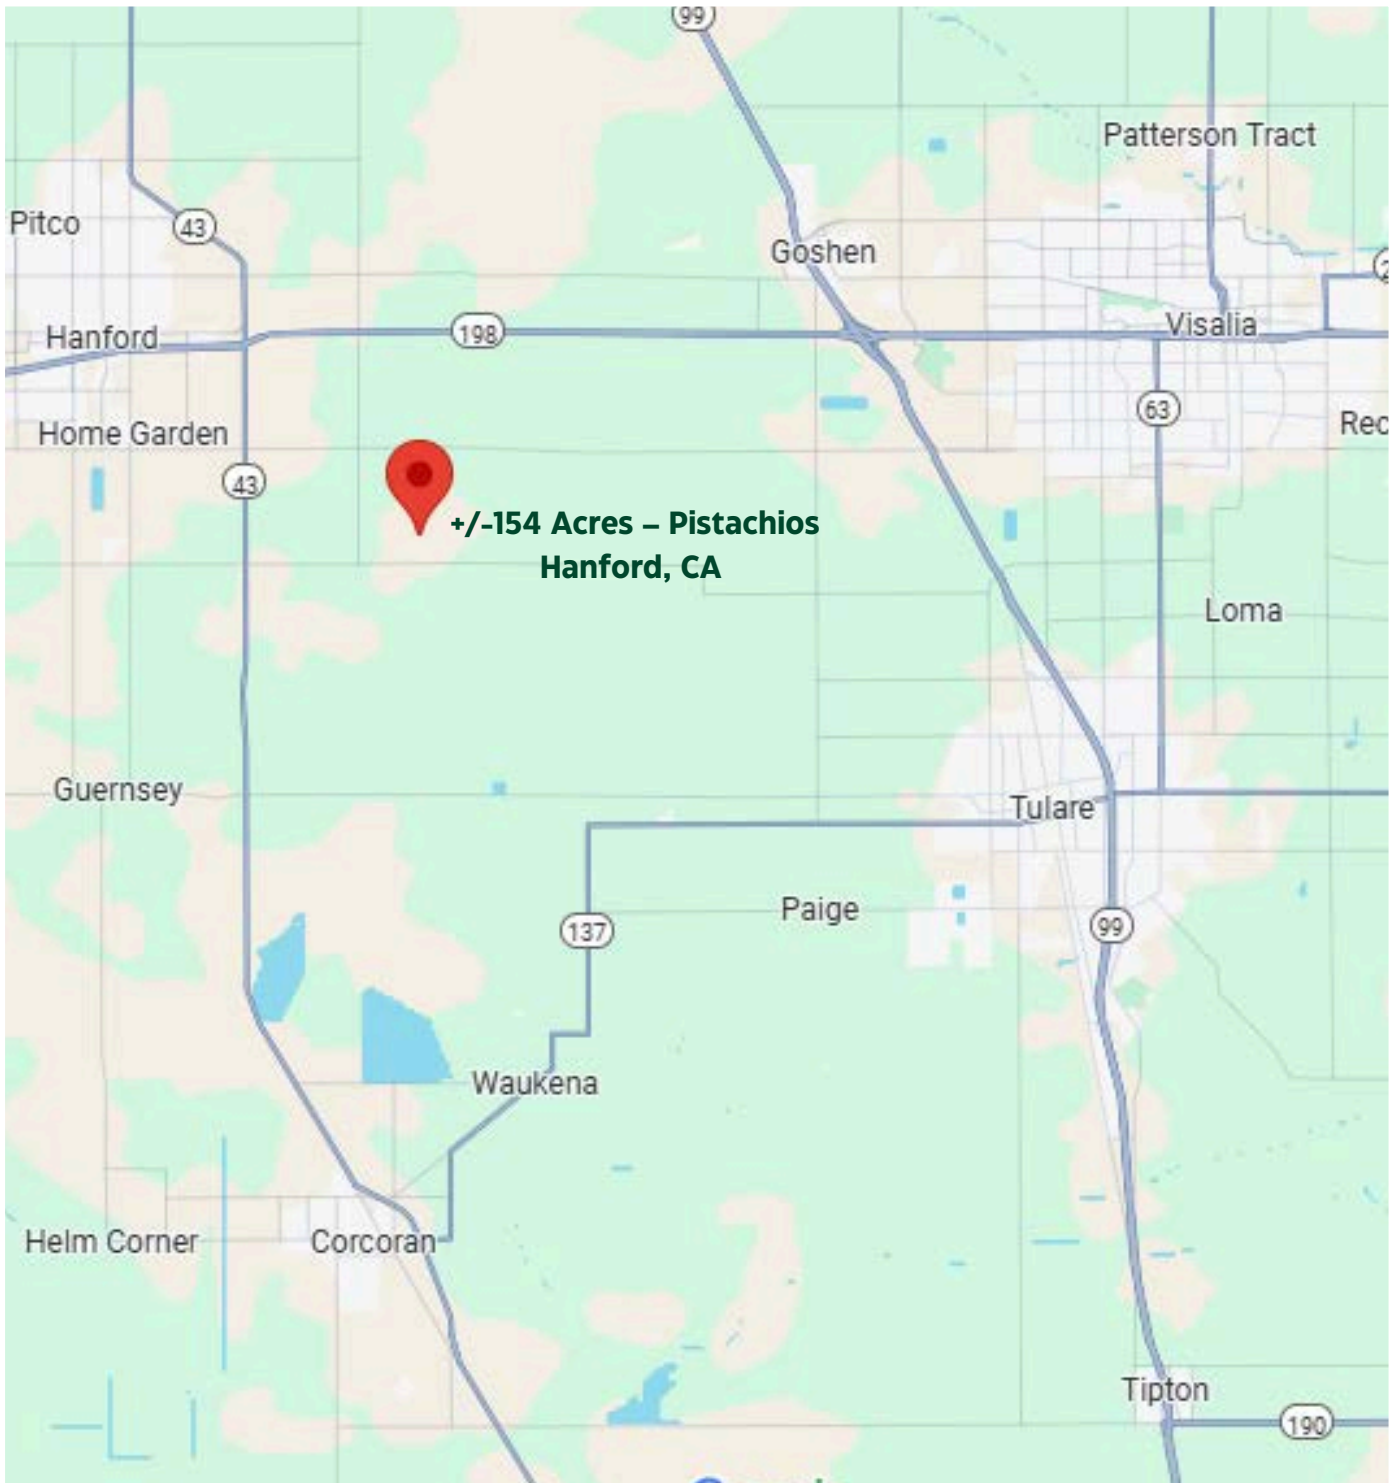 99
Patterson Tract
Pitco
43
Goshen
198
Visalia
Hanford
63
Home Garden
43
+/-154 Acres – Pistachios
Hanford, CA
Loma
Guernsey
Tulare
Paige
137
99
Waukena
Helm Corner
Corcoran
Tipton
190